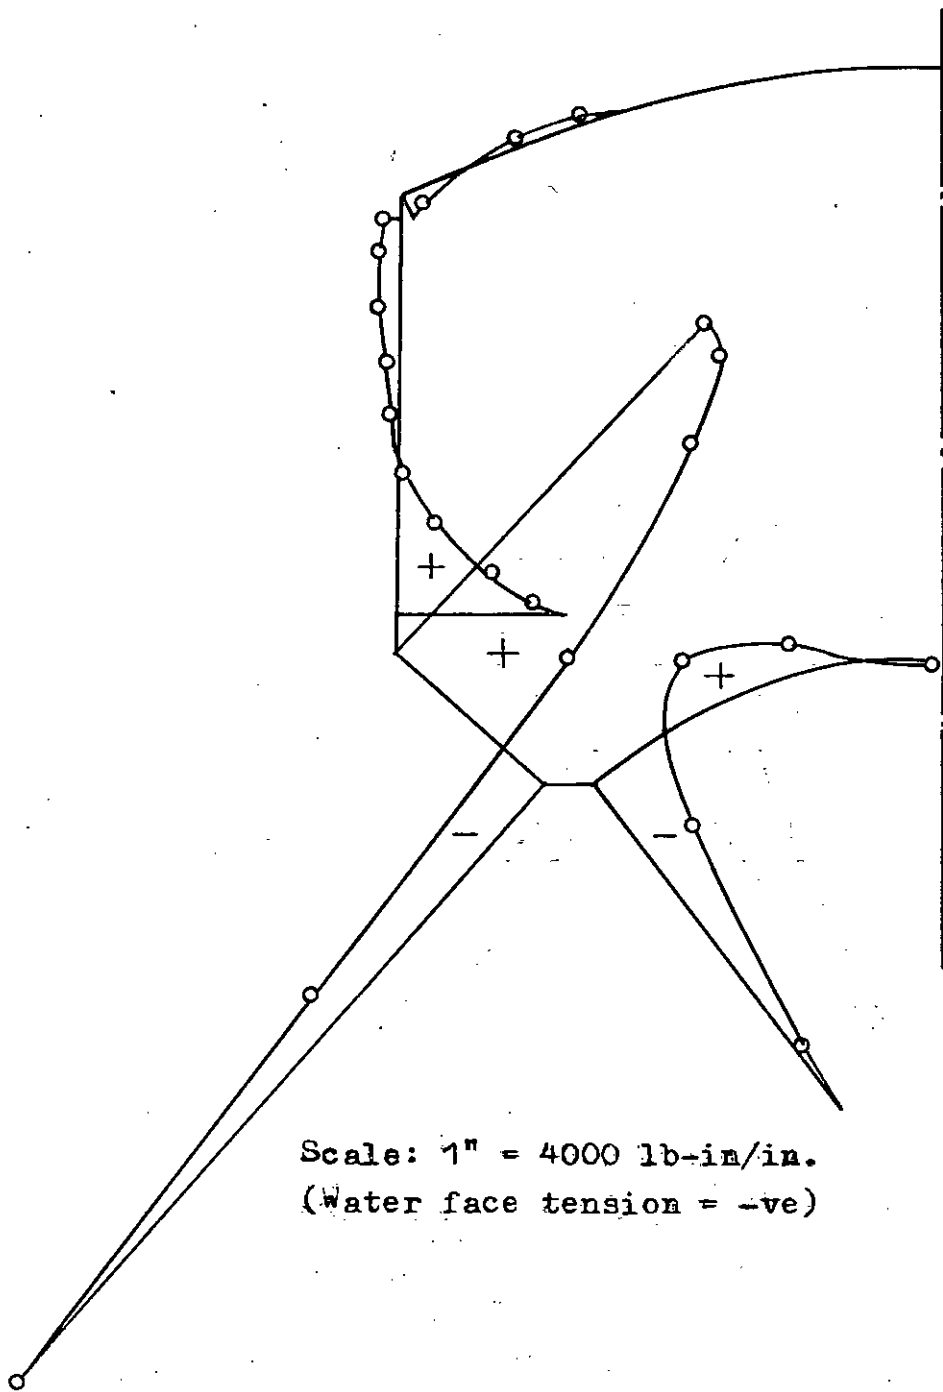 +
+
+
− −
Scale: 1" = 4000 lb-in/in.
(Water face tension = -ve)